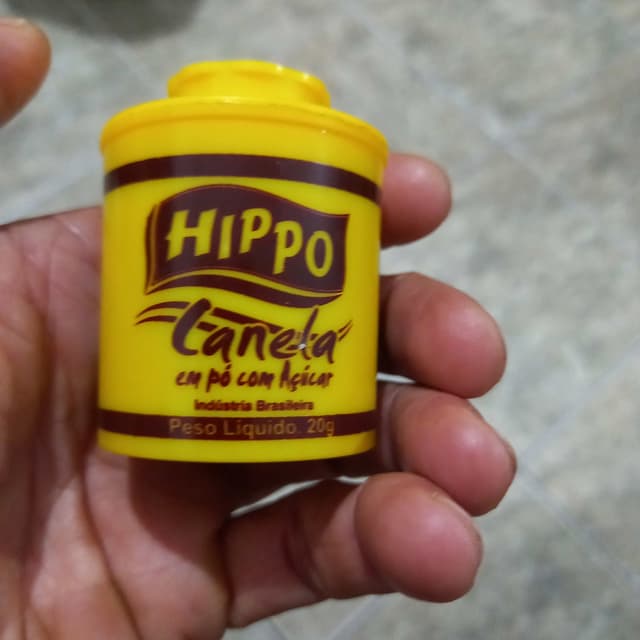 HIPPO
Canela
em pó com Açúcar
Indústria Brasileira
Peso Líquido 20g